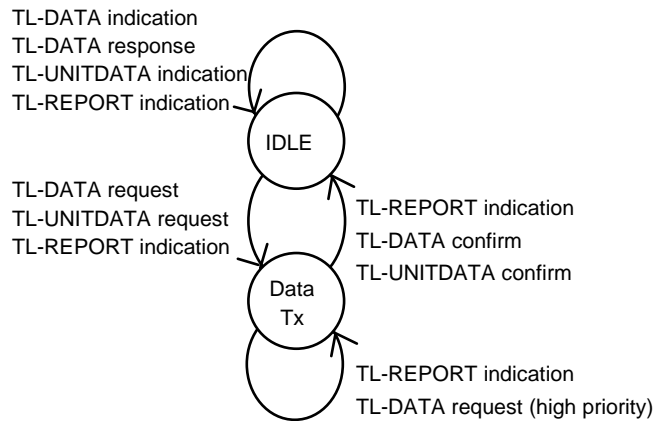 TL-DATA indication
TL-DATA response
TL-UNITDATA indication
TL-REPORT indication
IDLE
TL-DATA request
TL-UNITDATA request
TL-REPORT indication
TL-REPORT indication
TL-DATA confirm
TL-UNITDATA confirm
Data
Tx
TL-REPORT indication
TL-DATA request (high priority)